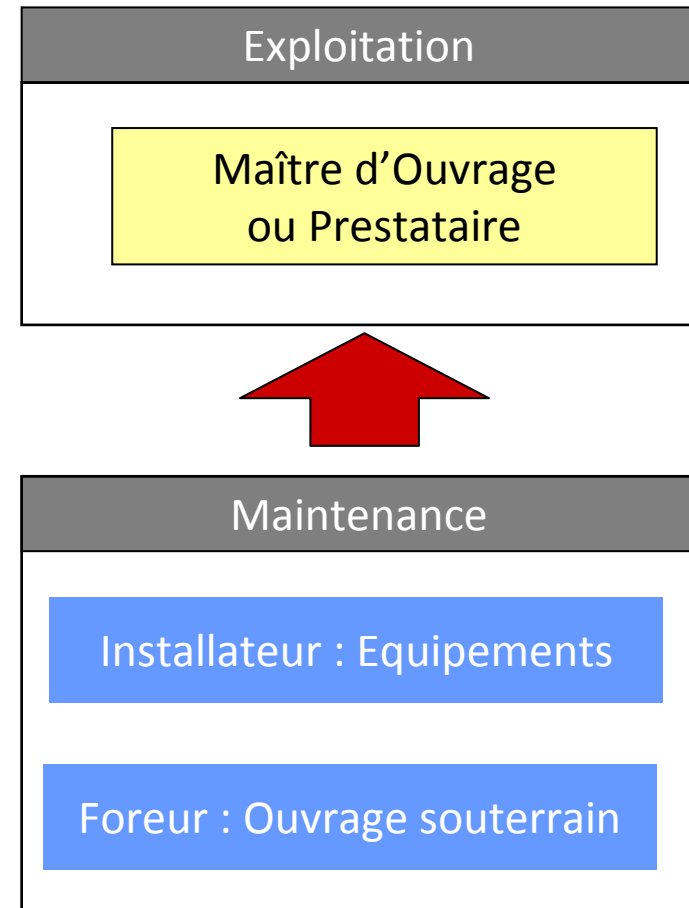 Exploitation
Maître d’Ouvrage
ou Prestataire
Maintenance
Installateur : Equipements
Foreur : Ouvrage souterrain